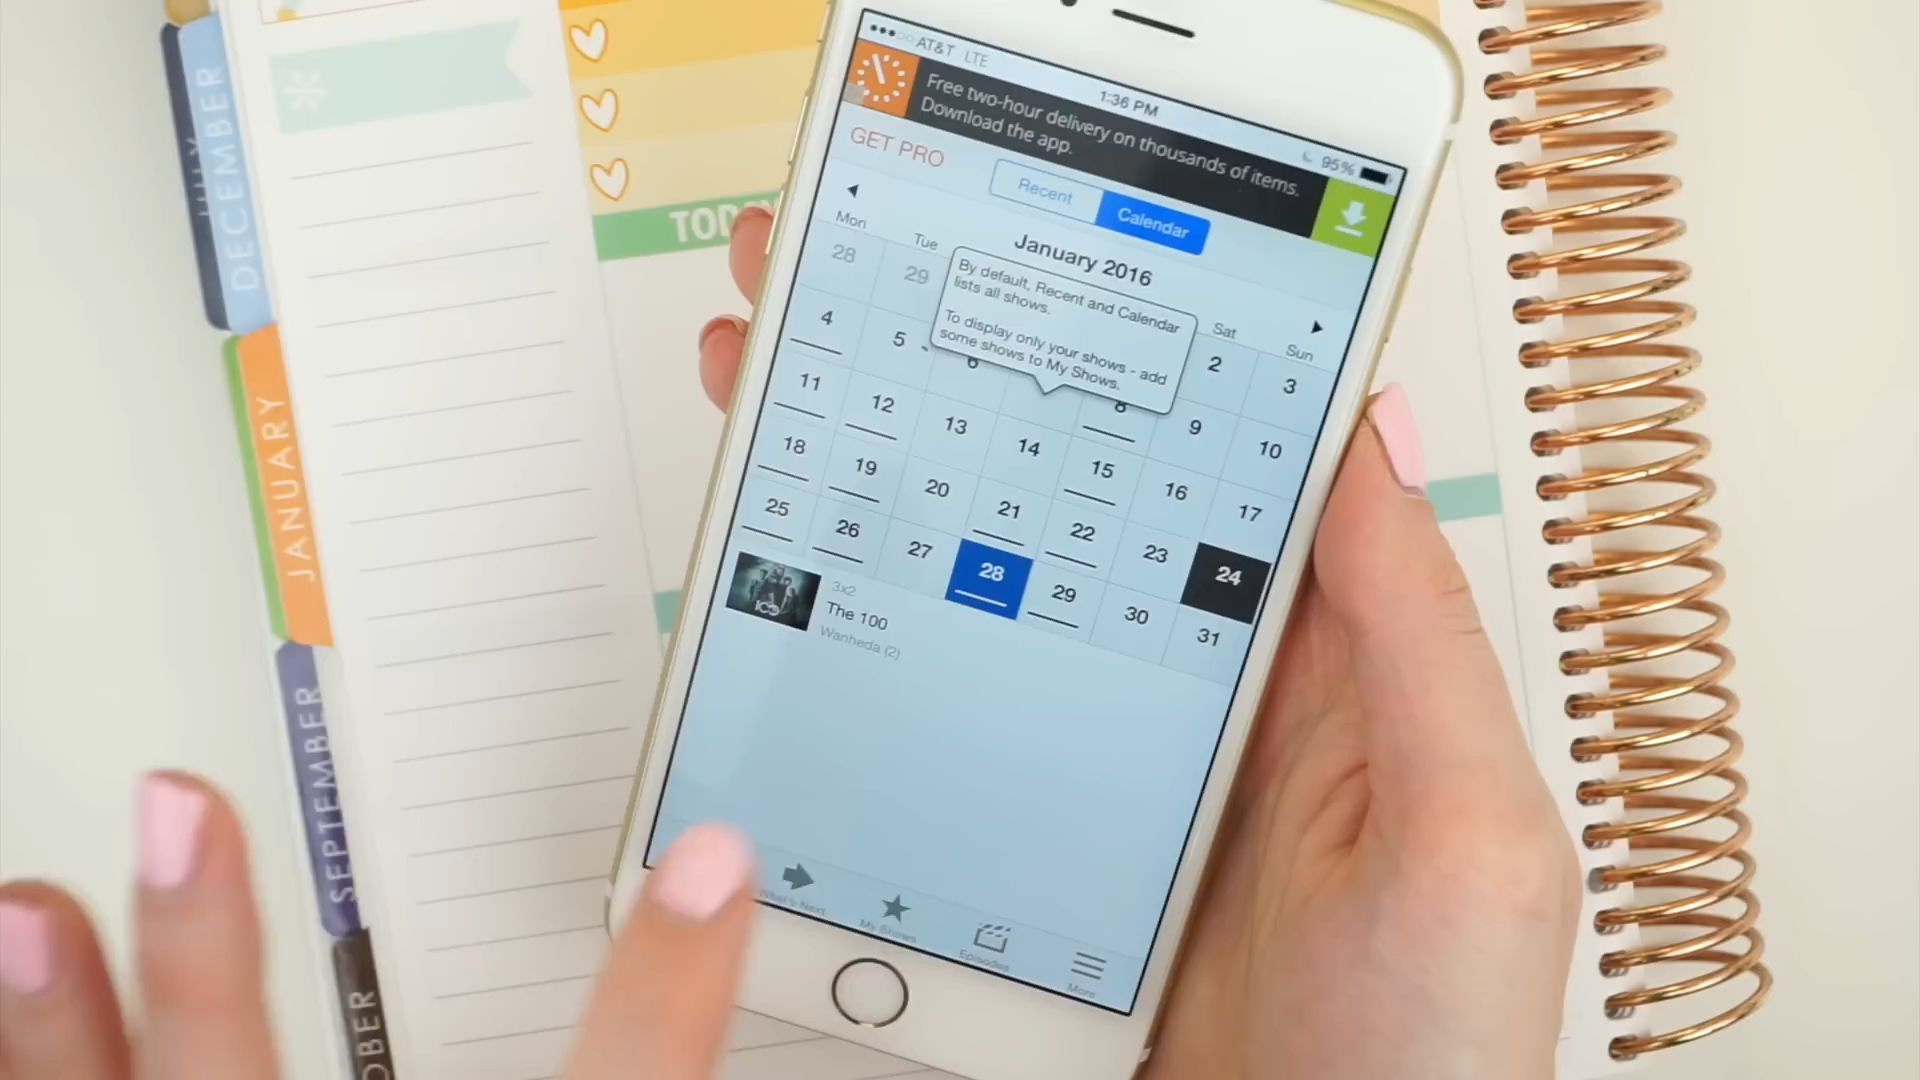 AT&T LTE
1:36 PM
95%
Free two-hour delivery on thousands of items.
Download the app.
GET PRO
Recent
Calendar
January 2016
Mon
Tue
Sat
Sun
By default, Recent and Calendar
lists all shows.
To display only your shows - add
some shows to My Shows.
28 29 2 3
4 5 6 8 9 10
11 12 13 14 15 16 17
18 19 20 21 22 23 24
25 26 27 28 29 30 31
3x2
The 100
Wanheda (2)
What's Next
My Shows
Episodes
More
TODAY
JULY
DECEMBER
JANUARY
SEPTEMBER
OBER